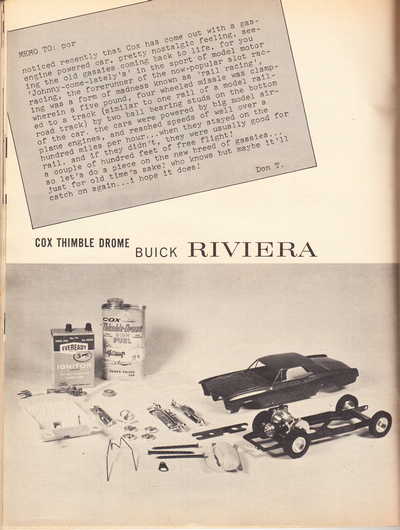 MEMO TO: por
noticed recently that Cox has come out with a gas-
engine powered car. pretty nostalgic feeling, see-
ing the old gassies coming back to life. for you
'Johnny-come-lately's' in the sport of model motor
racing, the forerunner of the now-popular slot rac-
ing was a form of madness known as 'rail racing',
wherein a five pound, four wheeled missle was clamp-
ed to a track (similar to one rail of a model rail-
road track) by two ball bearing studs on the bottom
of the car. the cars were powered by big model air-
plane engines, and reached speeds of well over a
hundred miles per hour...when they stayed on the
rail. and if they didn't, they were usually good for
a couple of hundred feet of free flight!
so let's do a piece on the new breed of gassies...
just for old time's sake! who knows but maybe it'll
catch on again...i hope it does!
Don T.
COX THIMBLE DROME BUICK RIVIERA
EVEREADY
IGNITOR
COX
Thimble-Drome
FUEL